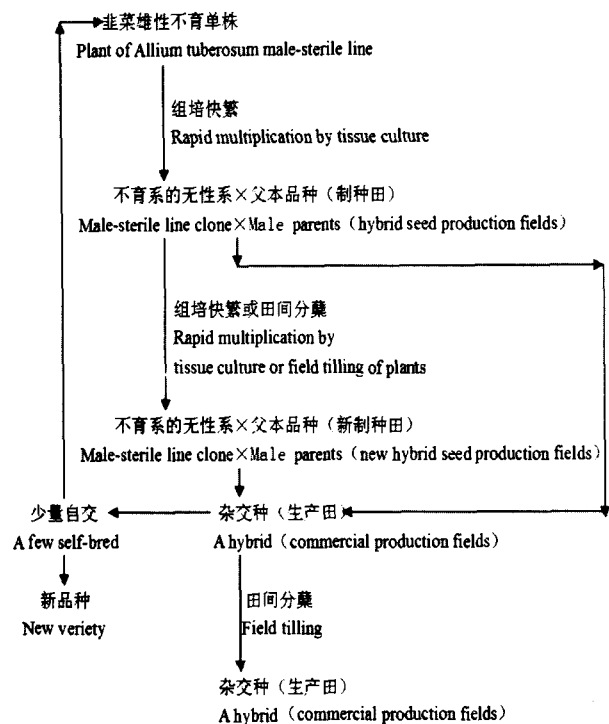 韭菜雄性不育单株
Plant of Allium tuberosum male-sterile line
组培快繁
Rapid multiplication by tissue culture
不育系的无性系×父本品种（制种田）
Male-sterile line clone×Male parents（hybrid seed production fields）
组培快繁或田间分蘖
Rapid multiplication by
tissue culture or field tilling of plants
不育系的无性系×父本品种（新制种田）
Male-sterile line clone×Male parents（new hybrid seed production fields）
少量自交
A few self-bred
杂交种（生产田）
A hybrid（commercial production fields）
新品种
New veriety
田间分蘖
Field tilling
杂交种（生产田）
A hybrid（commercial production fields）